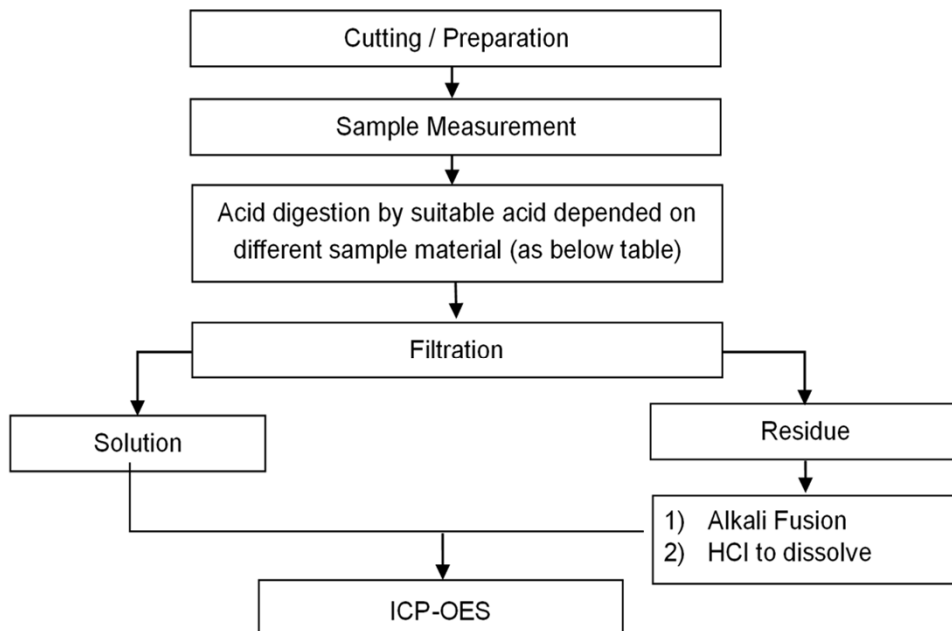 Cutting / Preparation
Sample Measurement
Acid digestion by suitable acid depended on
different sample material (as below table)
Filtration
Solution
Residue
1) Alkali Fusion
2) HCl to dissolve
ICP-OES